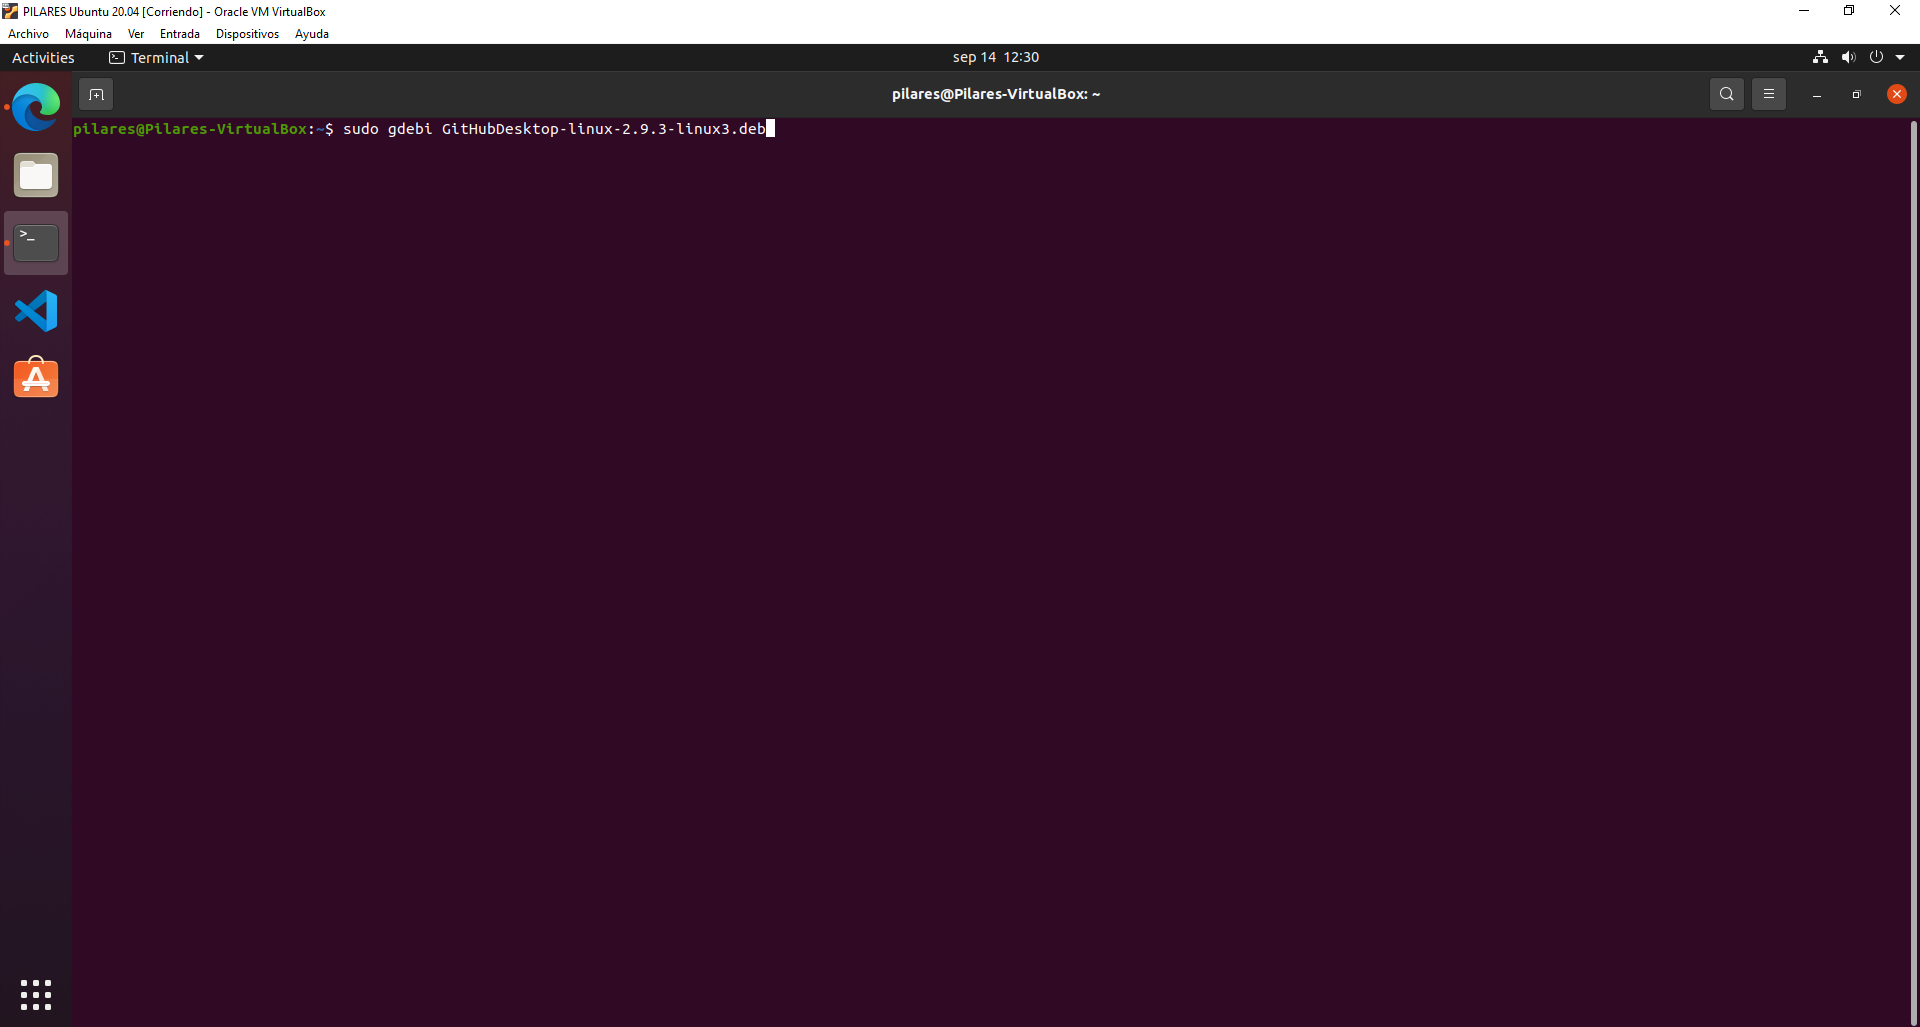 PILARES Ubuntu 20.04 [Corriendo] - Oracle VM VirtualBox
Archivo Máquina Ver Entrada Dispositivos Ayuda
Activities Terminal sep 14 12:30
pilares@Pilares-VirtualBox: ~
pilares@Pilares-VirtualBox:~$ sudo gdebi GitHubDesktop-linux-2.9.3-linux3.deb
>_